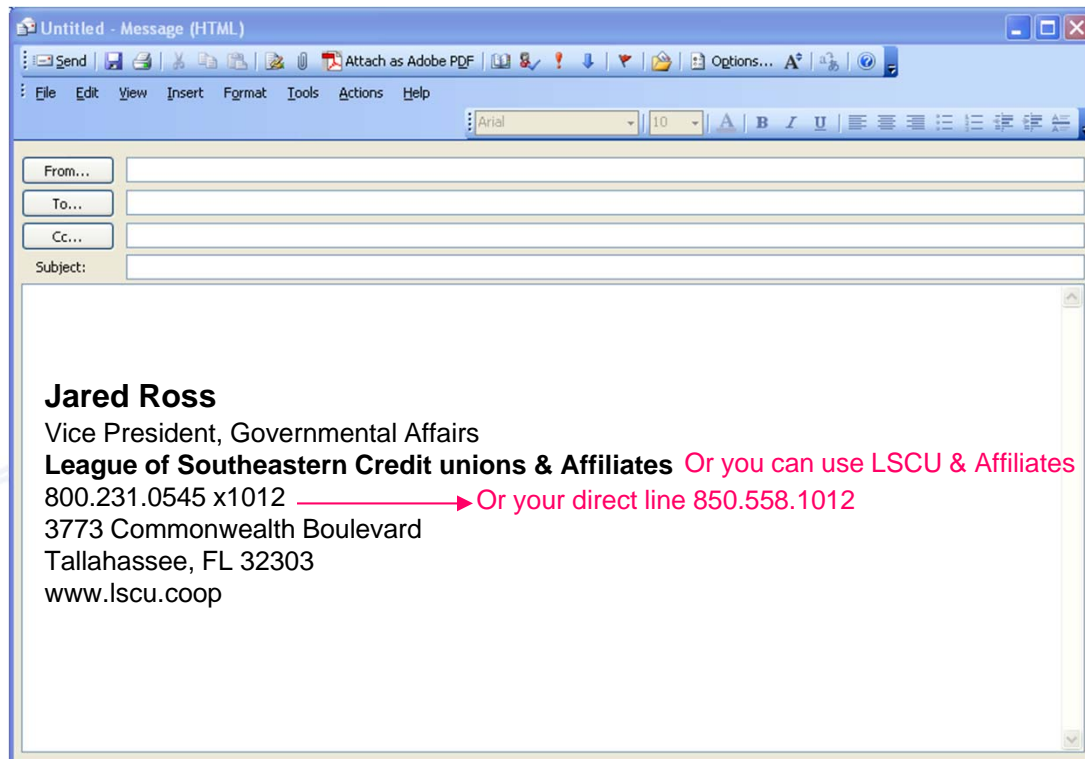 Untitled - Message (HTML)
Send Attach as Adobe PDF Options...
File Edit View Insert Format Tools Actions Help
Arial 10 A B I U
From...
To...
Cc...
Subject:
Jared Ross
Vice President, Governmental Affairs
League of Southeastern Credit unions & Affiliates Or you can use LSCU & Affiliates
800.231.0545 x1012 Or your direct line 850.558.1012
3773 Commonwealth Boulevard
Tallahassee, FL 32303
www.lscu.coop